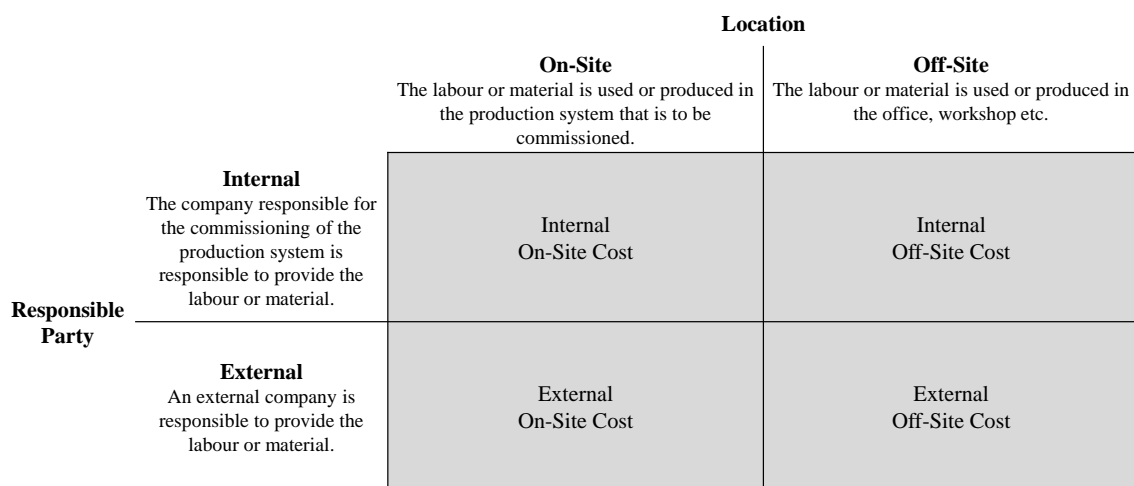 Location
On-Site
The labour or material is used or produced in
the production system that is to be
commissioned.
Off-Site
The labour or material is used or produced in
the office, workshop etc.
Responsible
Party
Internal
The company responsible for
the commissioning of the
production system is
responsible to provide the
labour or material.
Internal
On-Site Cost
Internal
Off-Site Cost
External
An external company is
responsible to provide the
labour or material.
External
On-Site Cost
External
Off-Site Cost